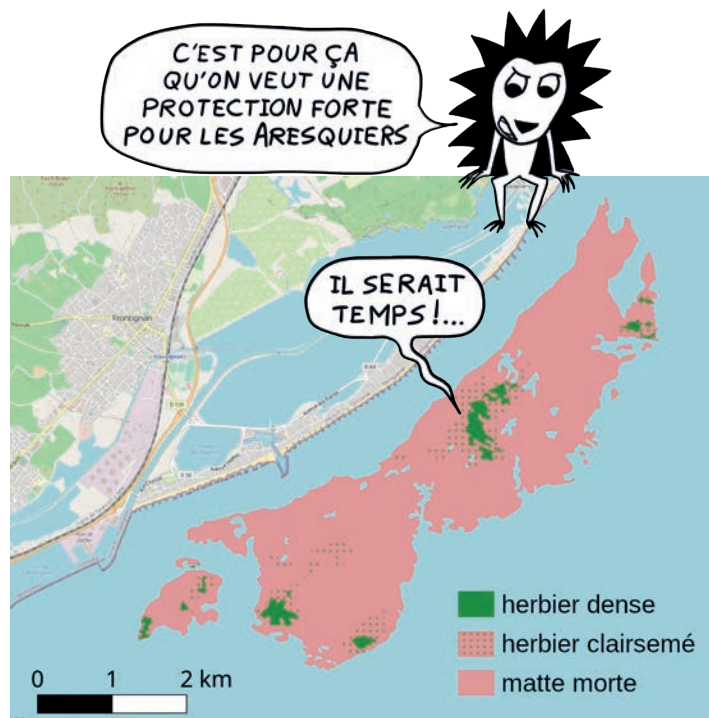 C'EST POUR ÇA
QU'ON VEUT UNE
PROTECTION FORTE
POUR LES ARESQUIERS
IL SERAIT
TEMPS !...
Frontignan
D 60
herbier dense
herbier clairsemé
matte morte
0 1 2 km